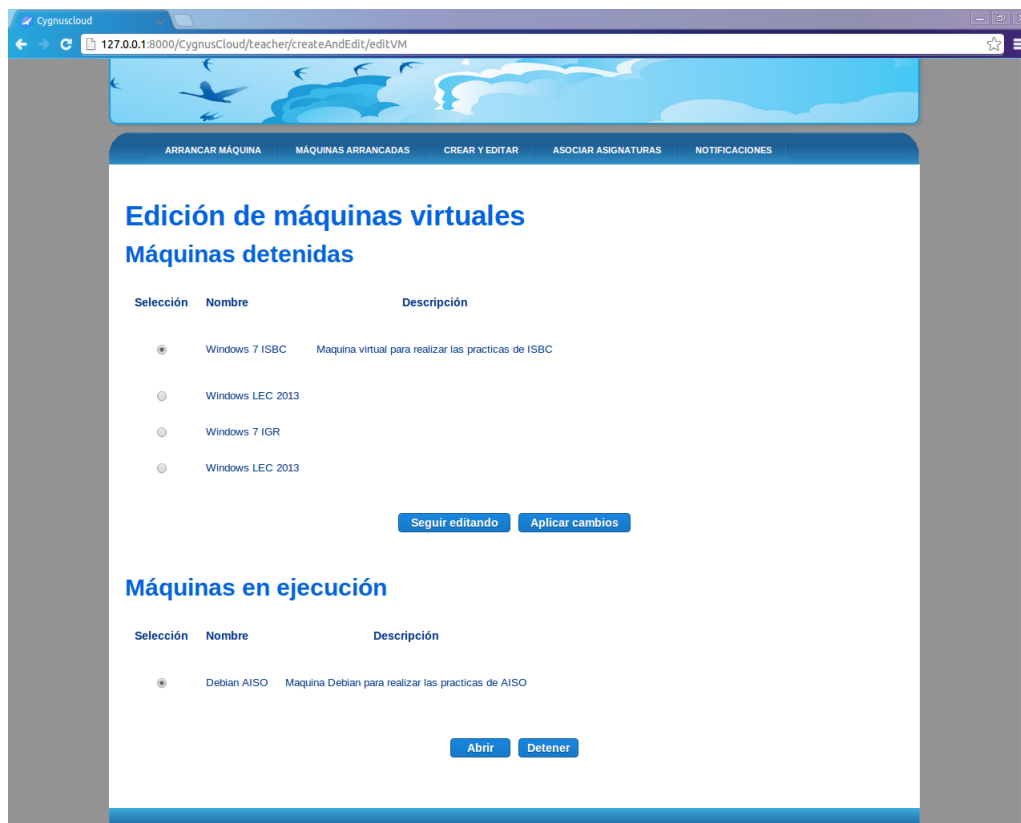 Cygnuscloud
127.0.0.1:8000/CygnusCloud/teacher/createAndEdit/editVM
ARRANCAR MÁQUINA MÁQUINAS ARRANCADAS CREAR Y EDITAR ASOCIAR ASIGNATURAS NOTIFICACIONES
Edición de máquinas virtuales
Máquinas detenidas
Selección Nombre Descripción
Windows 7 ISBC Maquina virtual para realizar las practicas de ISBC
Windows LEC 2013
Windows 7 IGR
Windows LEC 2013
Seguir editando Aplicar cambios
Máquinas en ejecución
Selección Nombre Descripción
Debian AISO Maquina Debian para realizar las practicas de AISO
Abrir Detener